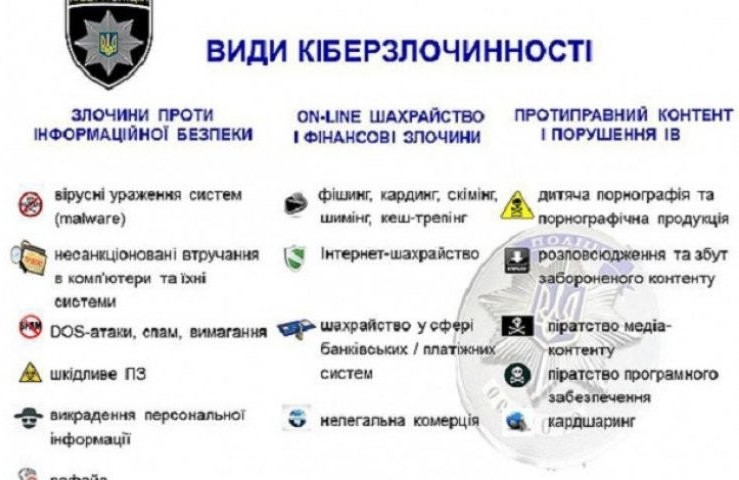 ВИДИ КІБЕРЗЛОЧИННОСТІ
ЗЛОЧИНИ ПРОТИ
ІНФОРМАЦІЙНОЇ БЕЗПЕКИ
вірусні ураження систем
(malware)
несанкціоновані втручання
в комп'ютери та їхні
системи
DOS-атаки, спам, вимагання
шкідливе ПЗ
викрадення персональної
інформації
ON-LINE ШАХРАЙСТВО
І ФІНАНСОВІ ЗЛОЧИНИ
фішинг, кардинг, скімінг,
шимінг, кеш-трепінг
Інтернет-шахрайство
шахрайство у сфері
банківських / платіжних
систем
нелегальна комерція
ПРОТИПРАВНИЙ КОНТЕНТ
І ПОРУШЕННЯ ІВ
дитяча порнографія та
порнографічна продукція
розповсюдження та збут
забороненого контенту
піратство медіа-
контенту
піратство програмного
забезпечення
кардшаринг